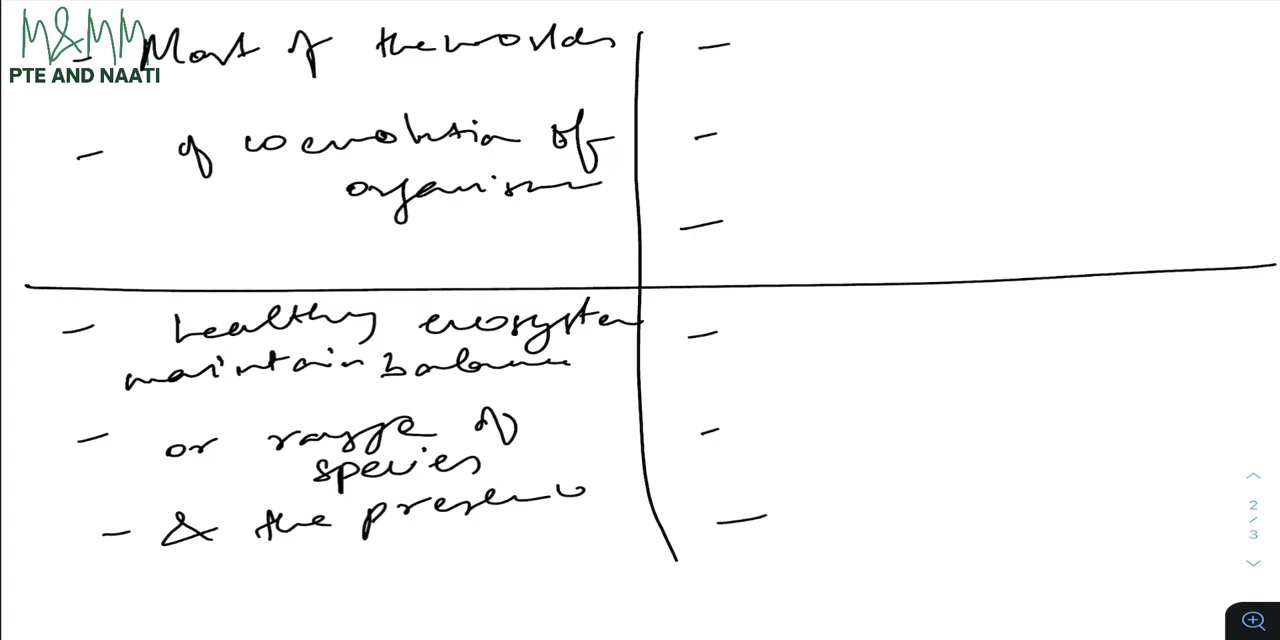 M&MM
PTE AND NAATI
- Most of the worlds
- of coevolution of
organism
- healthy ecosystem
maintain balance
- or range of
species
- & the presence
2
/
3